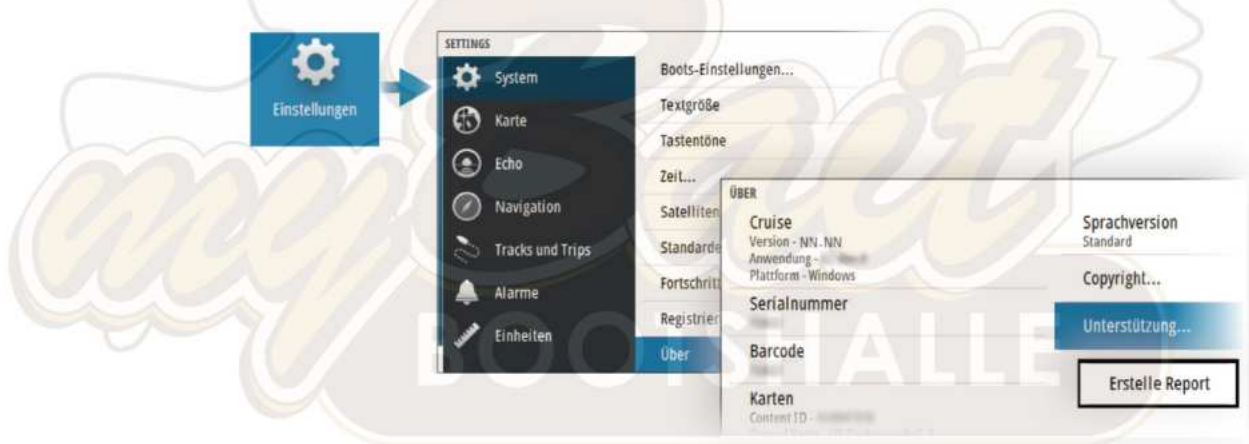 Einstellungen
SETTINGS
System
Karte
Echo
Navigation
Tracks und Trips
Alarme
Einheiten
Boots-Einstellungen...
Textgröße
Tastentöne
Zeit...
Satelliten
Standarde
Fortschritt
Registrier
Über
ÜBER
Cruise
Version - NN.NN
Anwendung -
Plattform - Windows
Serialnummer
Barcode
Karten
Content ID -
Sprachversion
Standard
Copyright...
Unterstützung...
Erstelle Report
myBait
BOOTSHALLE